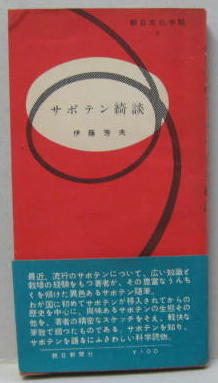 朝日文化手帖
サボテン綺談
伊藤芳夫
最近、流行のサボテンについて、広い知識と
栽培の経験をもつ著者が、その豊富なうんち
くを傾けた異色あるサボテン随筆。
わが国に初めてサボテンが移入されてからの
歴史を中心に、興味あるサボテンの生態その
他を、著者の精密なスケッチをそえ、軽快な
筆致で綴つたものである。サボテンを知り、
サボテンを語るにふさわしい科学読物。
朝日新聞社
￥100